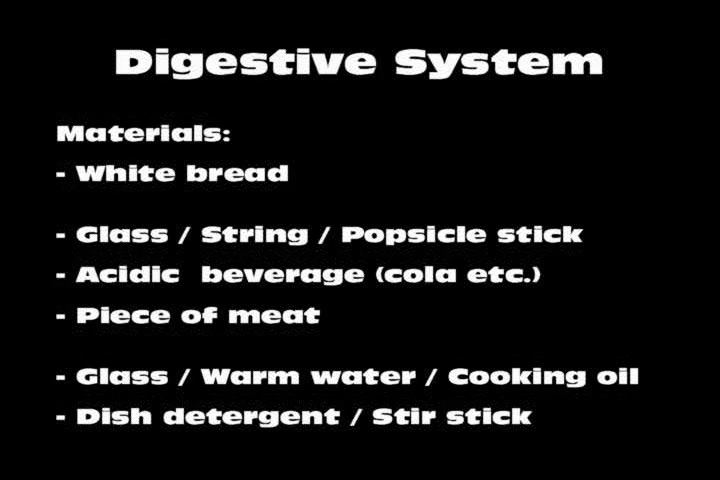 Digestive System
Materials:
- White bread
- Glass / String / Popsicle stick
- Acidic beverage (cola etc.)
- Piece of meat
- Glass / Warm water / Cooking oil
- Dish detergent / Stir stick